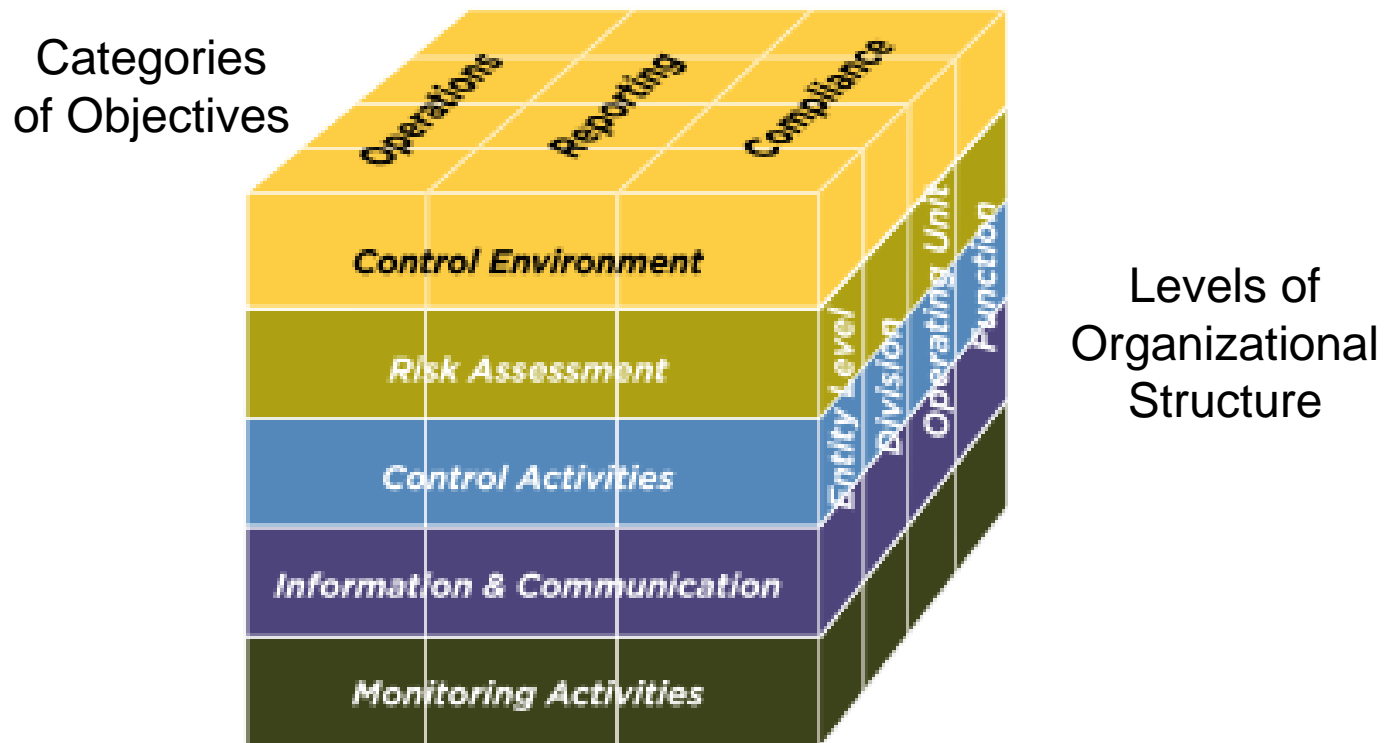 Categories
of Objectives
Operations
Reporting
Compliance
Control Environment
Risk Assessment
Control Activities
Information & Communication
Monitoring Activities
Entity Level
Division
Operating Unit
Function
Levels of
Organizational
Structure